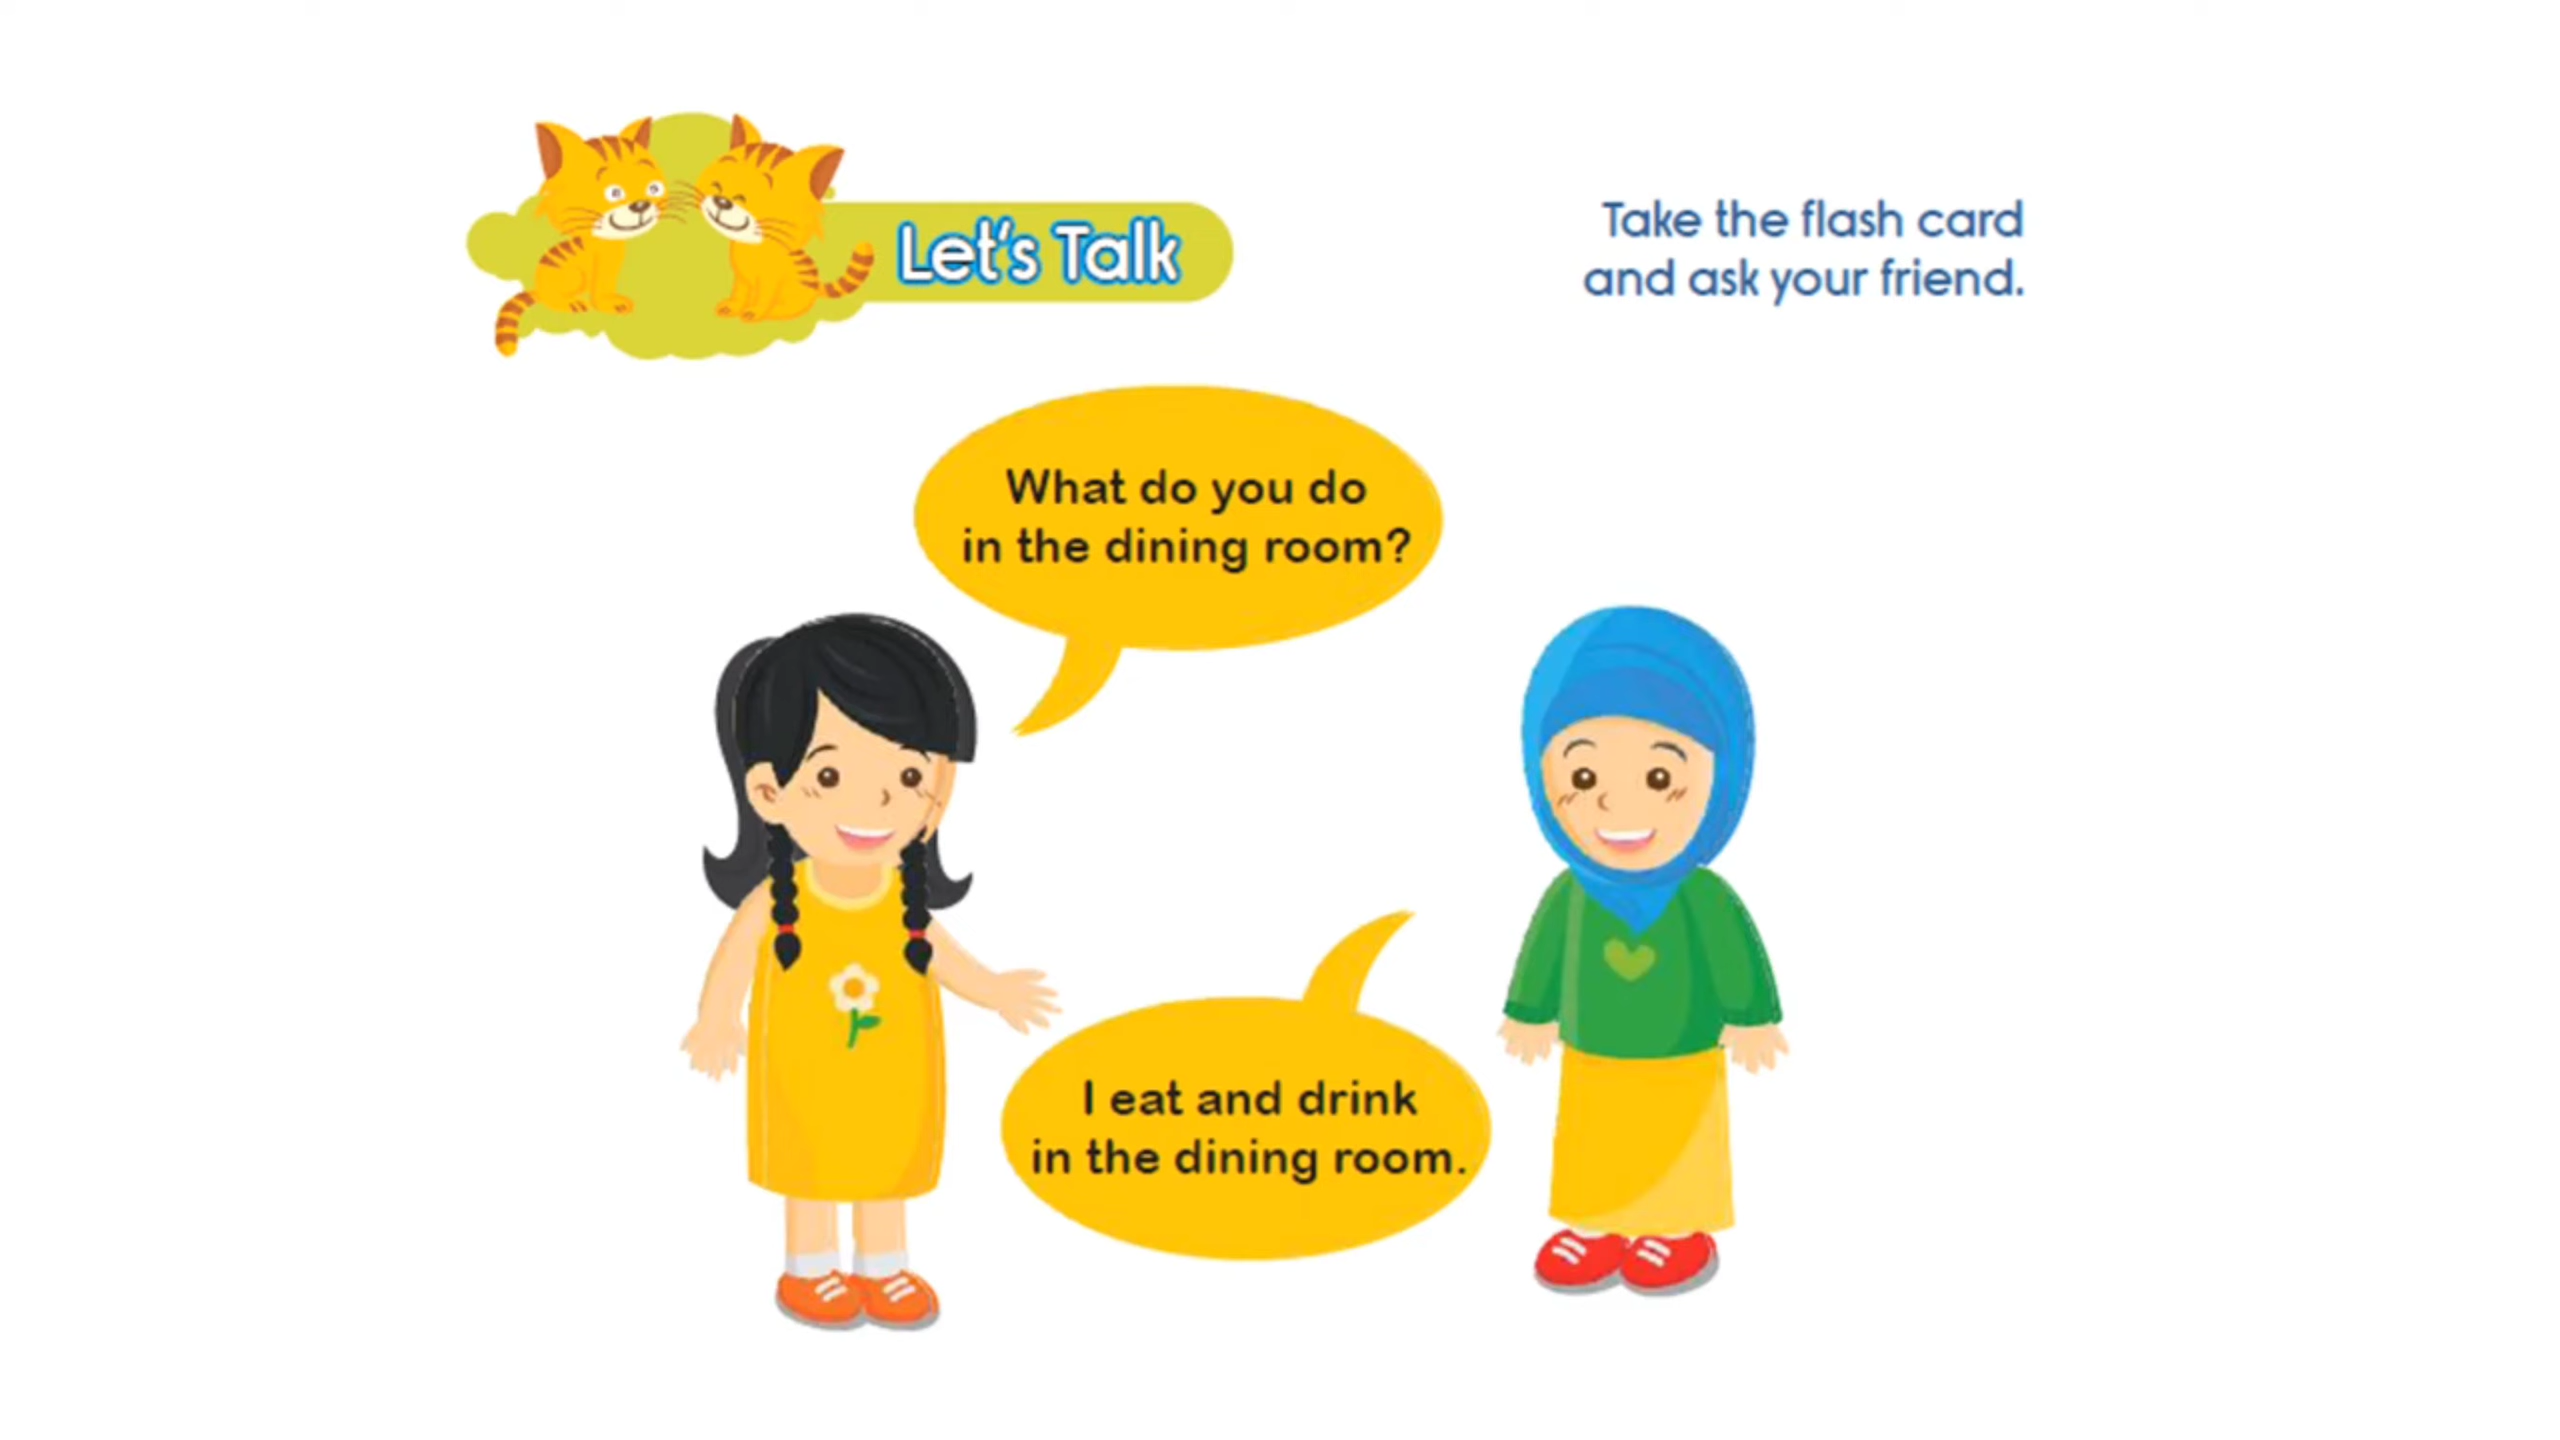 Let's Talk
Take the flash card
and ask your friend.
What do you do
in the dining room?
I eat and drink
in the dining room.